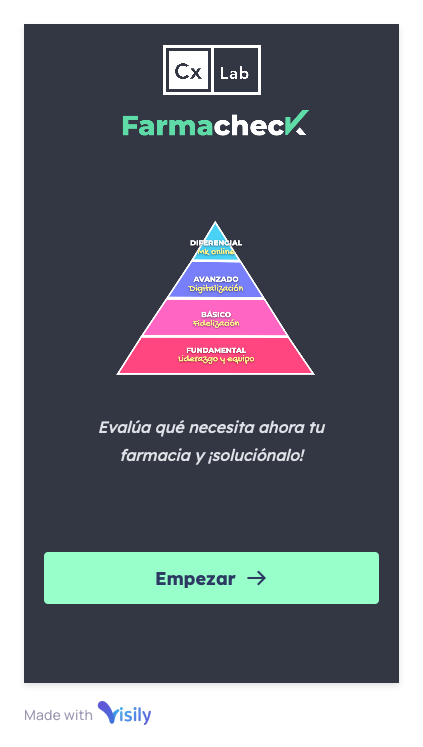 Cx Lab
Farmacheck
DIFERENCIAL
Mk online
AVANZADO
Digitalización
BÁSICO
Fidelización
FUNDAMENTAL
Liderazgo y equipo
Evalúa qué necesita ahora tu
farmacia y ¡soluciónalo!
Empezar →
Made with Visily